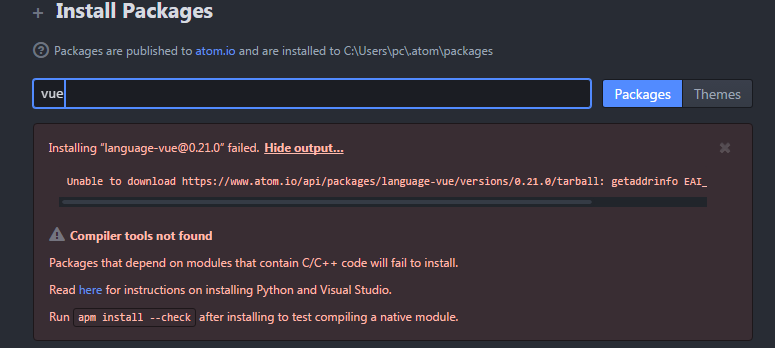 Install Packages
Packages are published to atom.io and are installed to C:\Users\pc\.atom\packages
vue
Packages
Themes
Installing “language-vue@0.21.0” failed. Hide output...
Unable to download https://www.atom.io/api/packages/language-vue/versions/0.21.0/tarball: getaddrinfo EAI_
Compiler tools not found
Packages that depend on modules that contain C/C++ code will fail to install.
Read here for instructions on installing Python and Visual Studio.
Run apm install --check after installing to test compiling a native module.